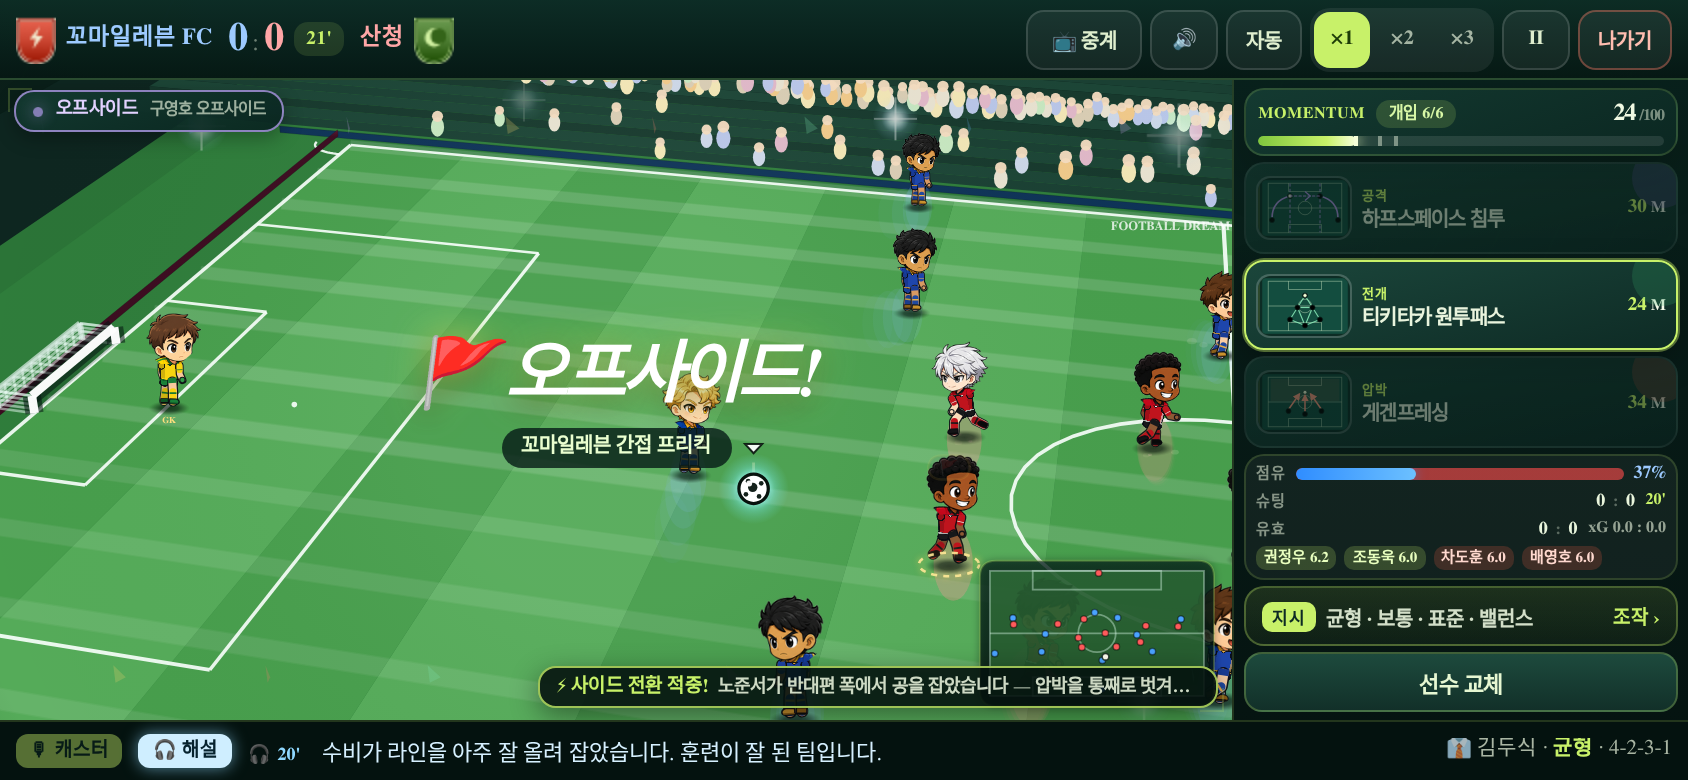 꼬마일레븐 FC 0 : 0 21' 산청
📺 중계 🔊 자동 ×1 ×2 ×3 II 나가기
오프사이드 구영호 오프사이드
FOOTBALL DREAM
오프사이드!
꼬마일레븐 간접 프리킥
GK
⚡ 사이드 전환 적중! 노준서가 반대편 폭에서 공을 잡았습니다 — 압박을 통째로 벗겨…
MOMENTUM 개입 6/6 24 /100
공격
하프스페이스 침투 30 M
전개
티키타카 원투패스 24 M
압박
게겐프레싱 34 M
점유 37%
슈팅 0 : 0 20'
유효 0 : 0 xG 0.0 : 0.0
권정우 6.2 조동욱 6.0 차도훈 6.0 배영호 6.0
지시 균형 · 보통 · 표준 · 밸런스 조작 ›
선수 교체
🎙 캐스터 🎧 해설 🎧 20' 수비가 라인을 아주 잘 올려 잡았습니다. 훈련이 잘 된 팀입니다.
👔 김두식 · 균형 · 4-2-3-1